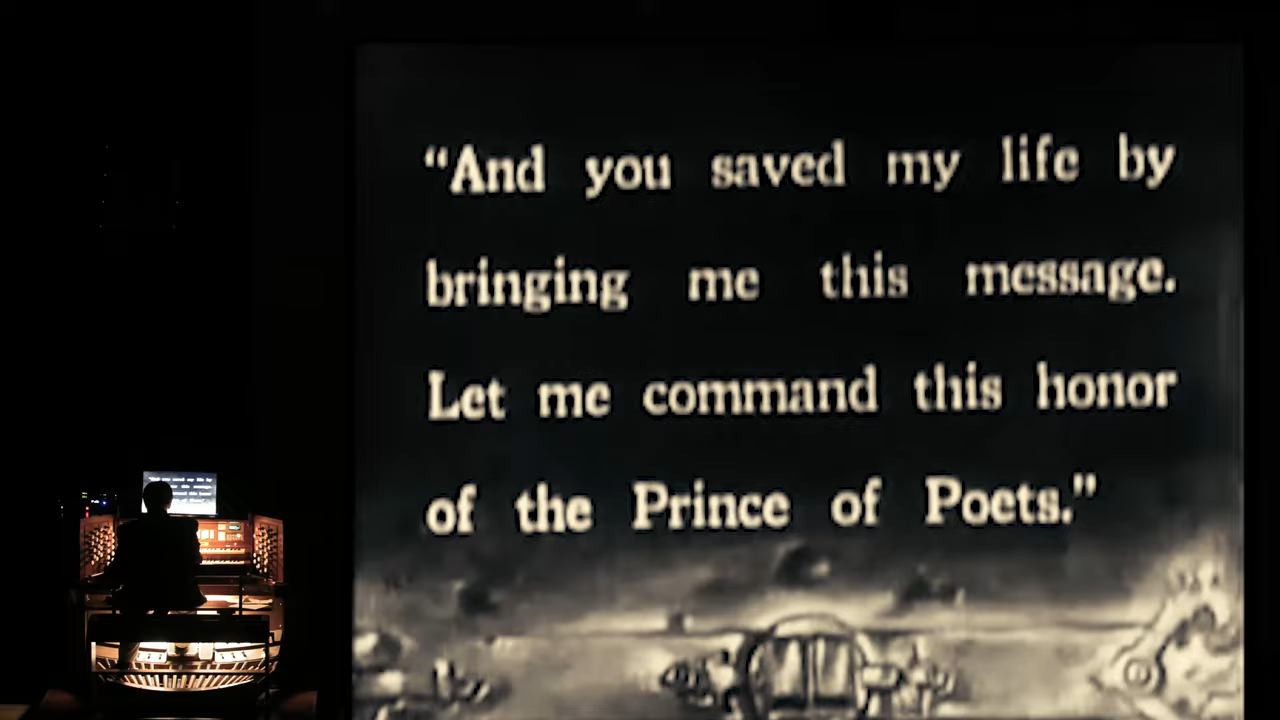 “And you saved my life by
bringing me this message.
Let me command this honor
of the Prince of Poets.”